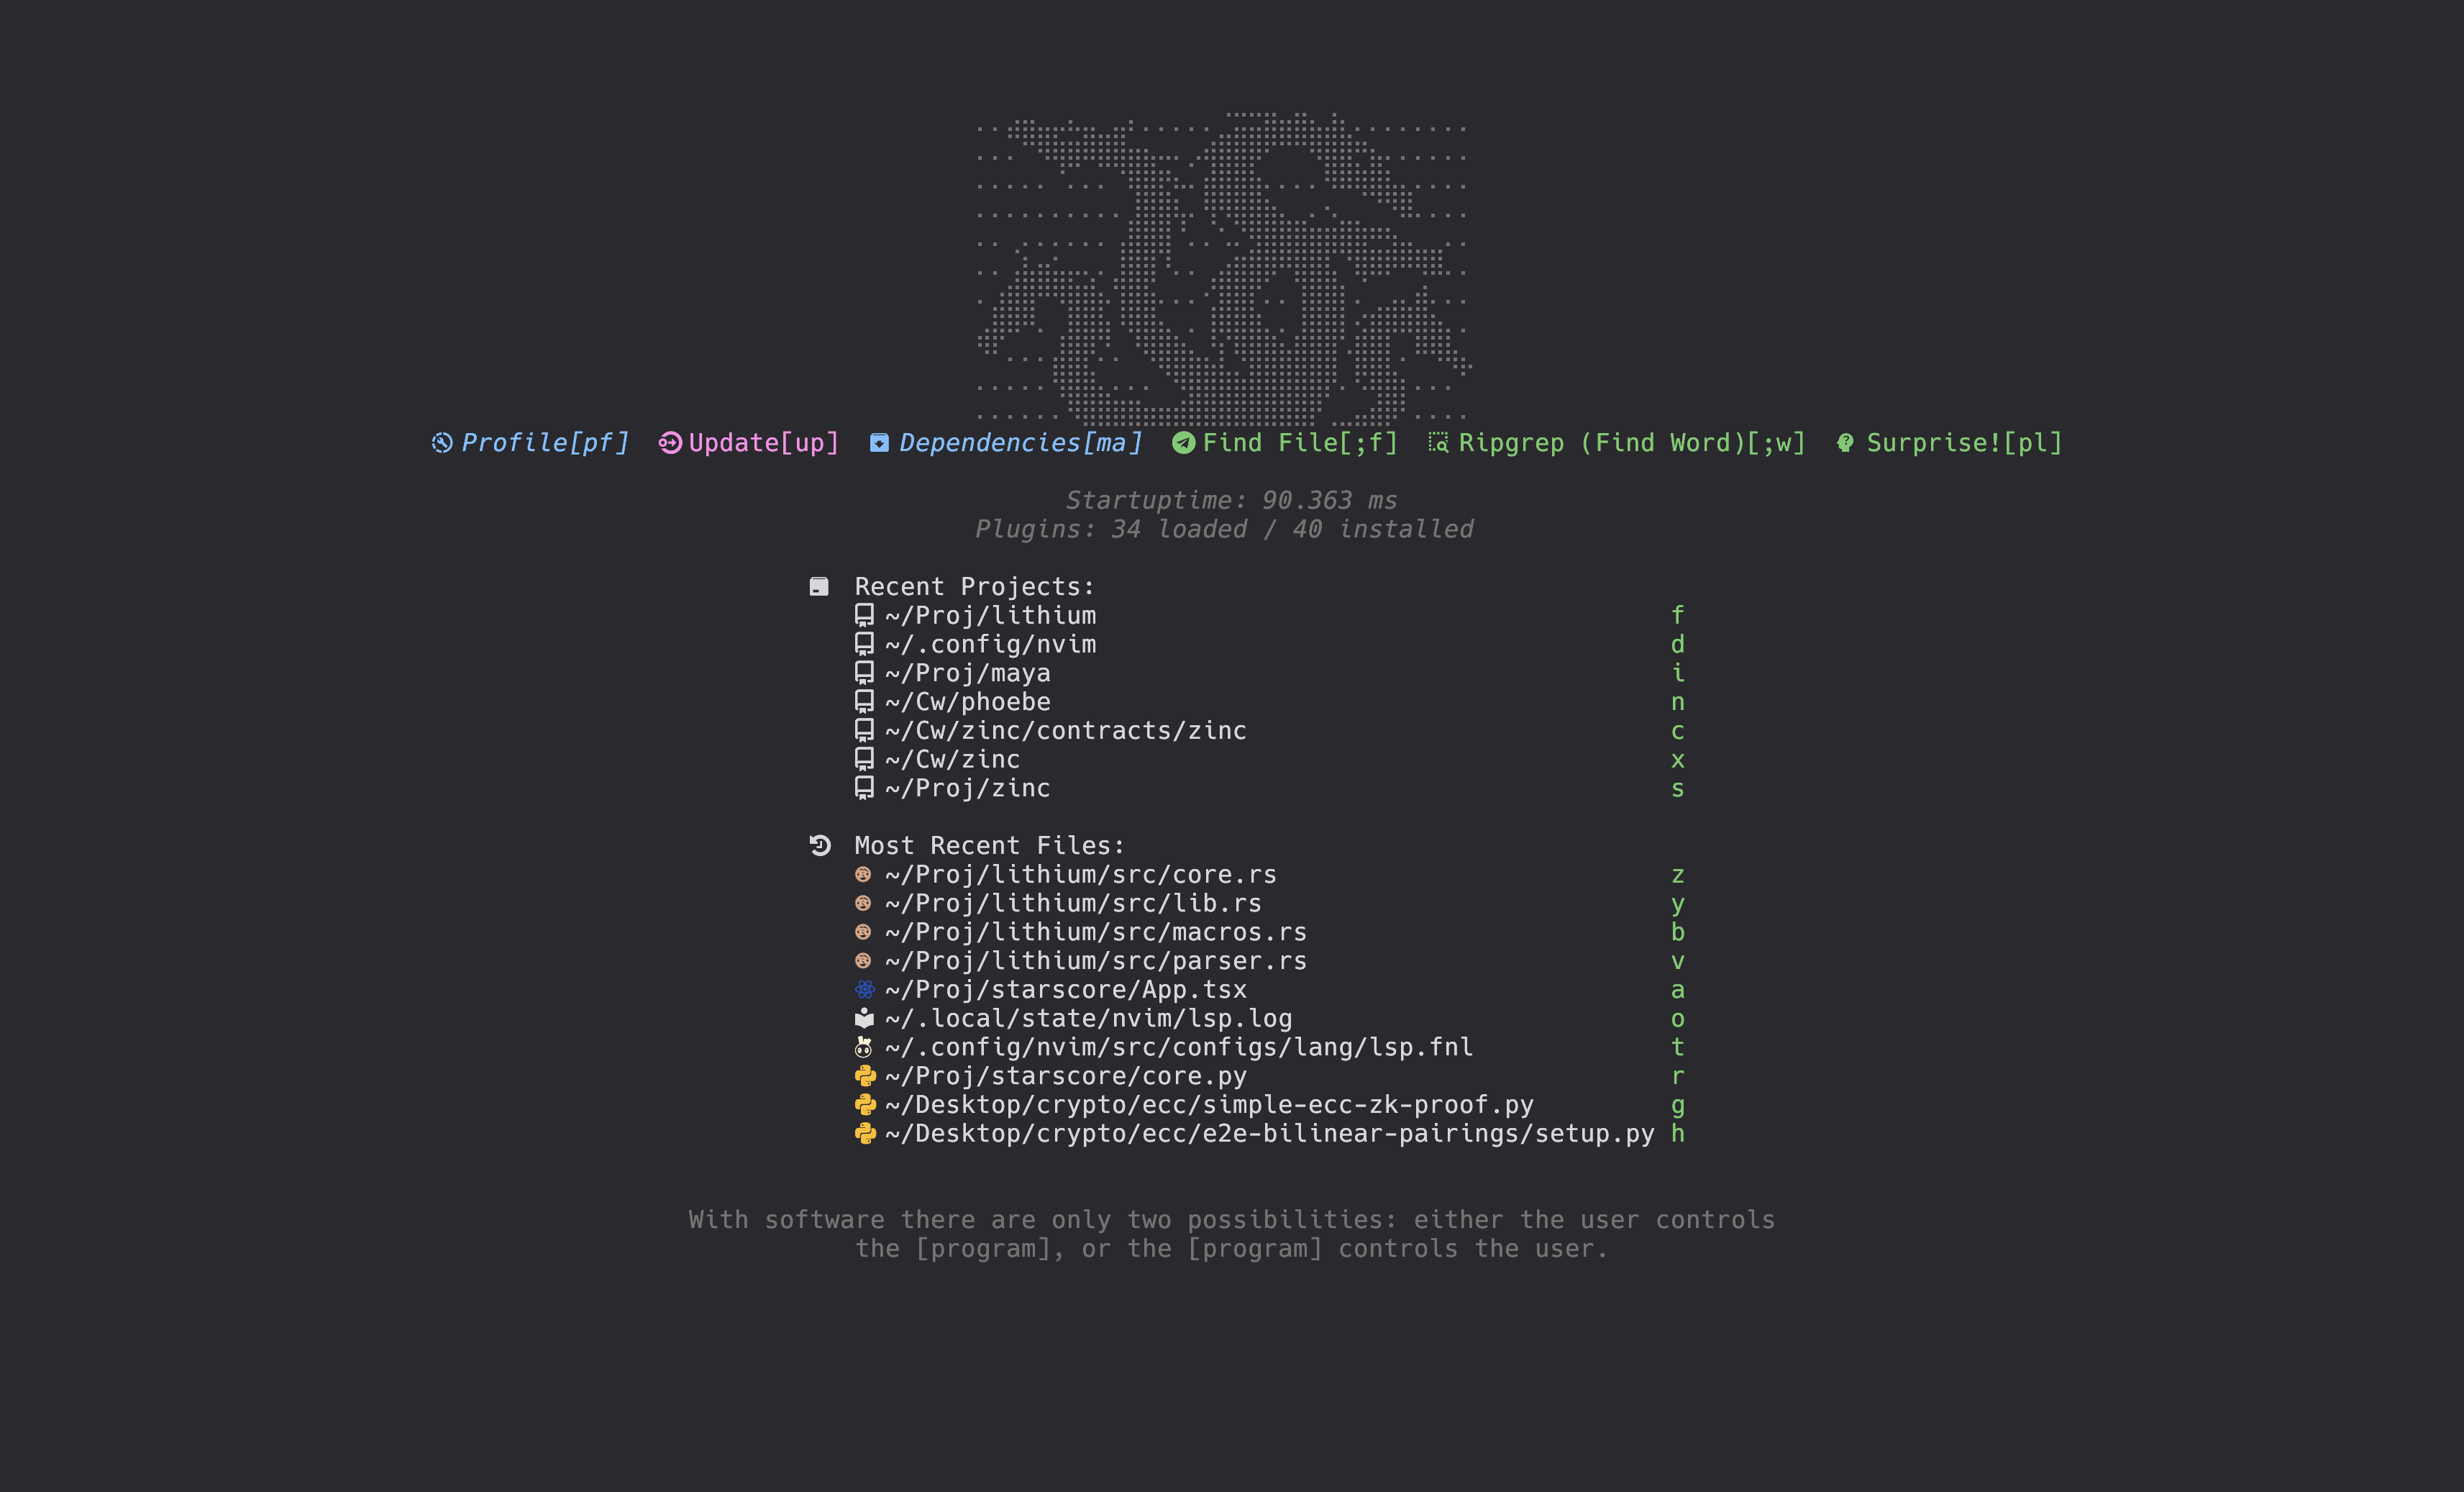 Profile[pf] Update[up] Dependencies[ma] Find File[;f] Ripgrep (Find Word)[;w] Surprise![pl]
Startuptime: 90.363 ms
Plugins: 34 loaded / 40 installed
Recent Projects:
~/Proj/lithium f
~/.config/nvim d
~/Proj/maya i
~/Cw/phoebe n
~/Cw/zinc/contracts/zinc c
~/Cw/zinc x
~/Proj/zinc s
Most Recent Files:
~/Proj/lithium/src/core.rs z
~/Proj/lithium/src/lib.rs y
~/Proj/lithium/src/macros.rs b
~/Proj/lithium/src/parser.rs v
~/Proj/starscore/App.tsx a
~/.local/state/nvim/lsp.log o
~/.config/nvim/src/configs/lang/lsp.fnl t
~/Proj/starscore/core.py r
~/Desktop/crypto/ecc/simple-ecc-zk-proof.py g
~/Desktop/crypto/ecc/e2e-bilinear-pairings/setup.py h
With software there are only two possibilities: either the user controls
the [program], or the [program] controls the user.